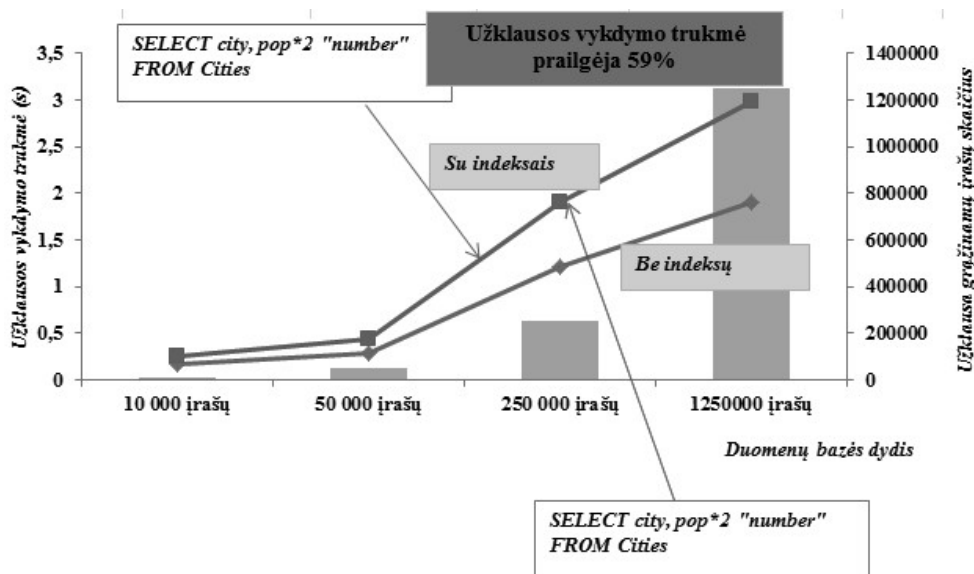 SELECT city, pop*2 "number"
FROM Cities
Užklausos vykdymo trukmė
prailgėja 59%
Užklausos vykdymo trukmė (s)
3,5
3
2,5
2
1,5
1
0,5
0
Su indeksais
Be indeksų
1400000
1200000
1000000
800000
600000
400000
200000
0
Užklausa grąžinamų įrašų skaičius
10 000 įrašų
50 000 įrašų
250 000 įrašų
1250000 įrašų
Duomenų bazės dydis
SELECT city, pop*2 "number"
FROM Cities